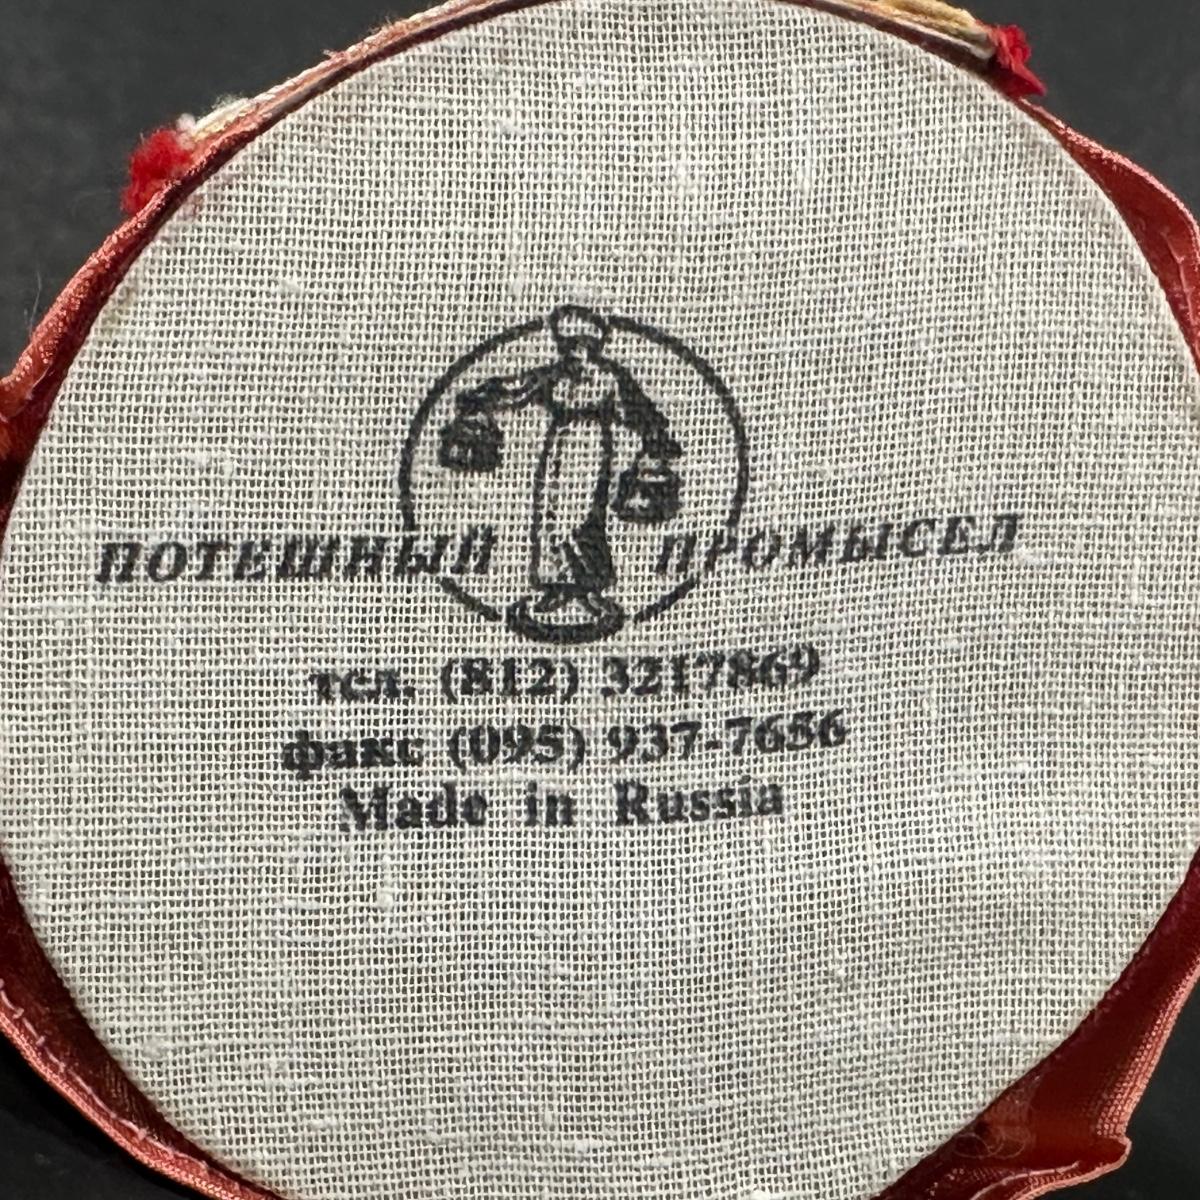 ПОТЕШНЫЙ ПРОМЫСЕЛ
тел. (812) 3217869
факс (095) 937-7656
Made in Russia